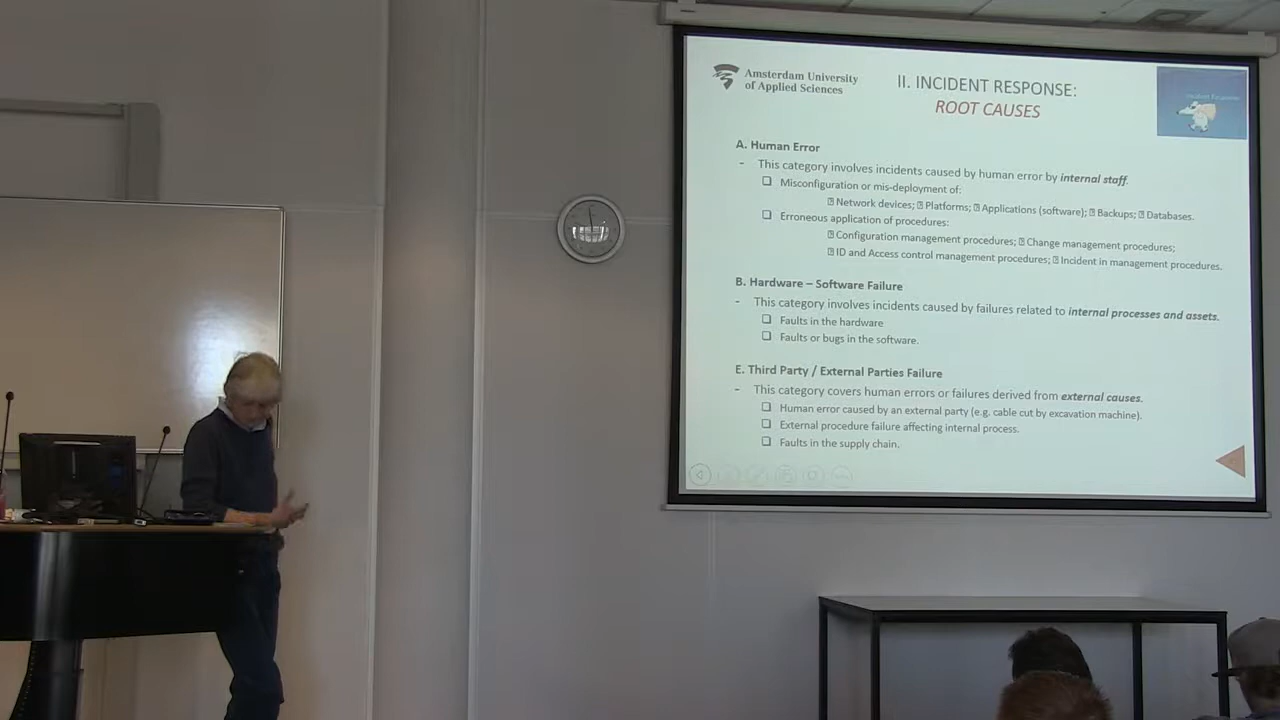 Amsterdam University
of Applied Sciences
II. INCIDENT RESPONSE:
ROOT CAUSES
Incident Response
A. Human Error
- This category involves incidents caused by human error by internal staff.
❑ Misconfiguration or mis-deployment of:
⍰ Network devices; ⍰ Platforms; ⍰ Applications (software); ⍰ Backups; ⍰ Databases.
❑ Erroneous application of procedures:
⍰ Configuration management procedures; ⍰ Change management procedures;
⍰ ID and Access control management procedures; ⍰ Incident in management procedures.
B. Hardware – Software Failure
- This category involves incidents caused by failures related to internal processes and assets.
❑ Faults in the hardware
❑ Faults or bugs in the software.
E. Third Party / External Parties Failure
- This category covers human errors or failures derived from external causes.
❑ Human error caused by an external party (e.g. cable cut by excavation machine).
❑ External procedure failure affecting internal process.
❑ Faults in the supply chain.